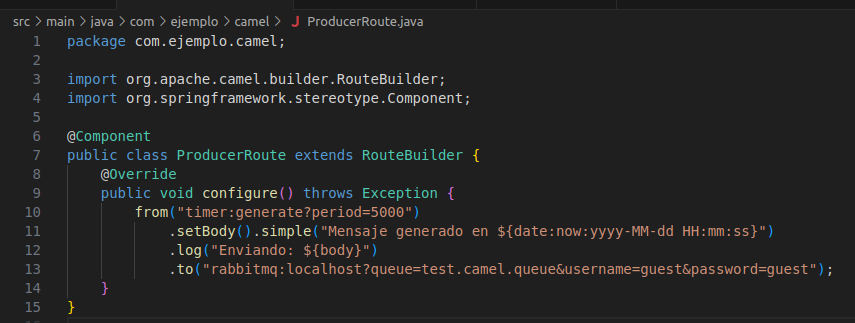 src > main > java > com > ejemplo > camel > J ProducerRoute.java
1 package com.ejemplo.camel;
2
3 import org.apache.camel.builder.RouteBuilder;
4 import org.springframework.stereotype.Component;
5
6 @Component
7 public class ProducerRoute extends RouteBuilder {
8     @Override
9     public void configure() throws Exception {
10         from("timer:generate?period=5000")
11             .setBody().simple("Mensaje generado en ${date:now:yyyy-MM-dd HH:mm:ss}")
12             .log("Enviando: ${body}")
13             .to("rabbitmq:localhost?queue=test.camel.queue&username=guest&password=guest");
14     }
15 }
16